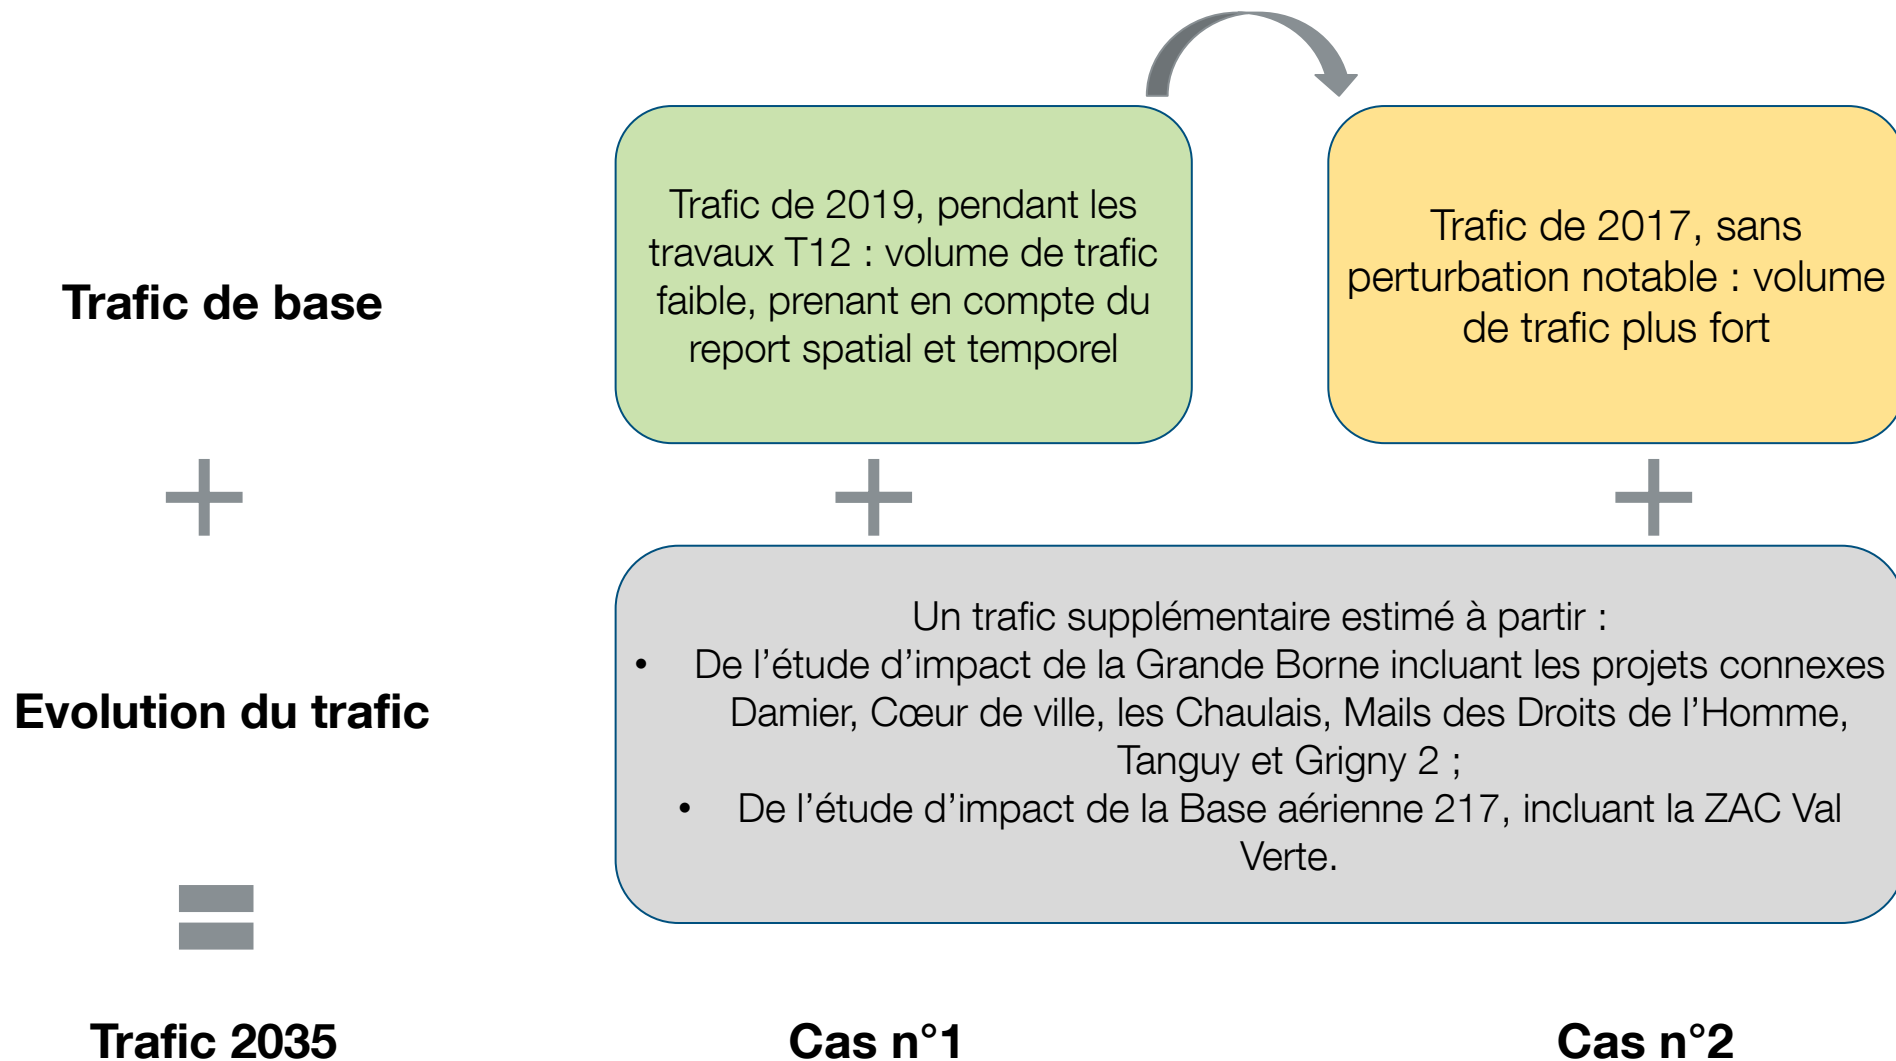 Trafic de base
Trafic de 2019, pendant les
travaux T12 : volume de trafic
faible, prenant en compte du
report spatial et temporel
Trafic de 2017, sans
perturbation notable : volume
de trafic plus fort
+
+
+
Evolution du trafic
Un trafic supplémentaire estimé à partir :
• De l’étude d’impact de la Grande Borne incluant les projets connexes
Damier, Cœur de ville, les Chaulais, Mails des Droits de l’Homme,
Tanguy et Grigny 2 ;
• De l’étude d’impact de la Base aérienne 217, incluant la ZAC Val
Verte.
=
Trafic 2035
Cas n°1
Cas n°2